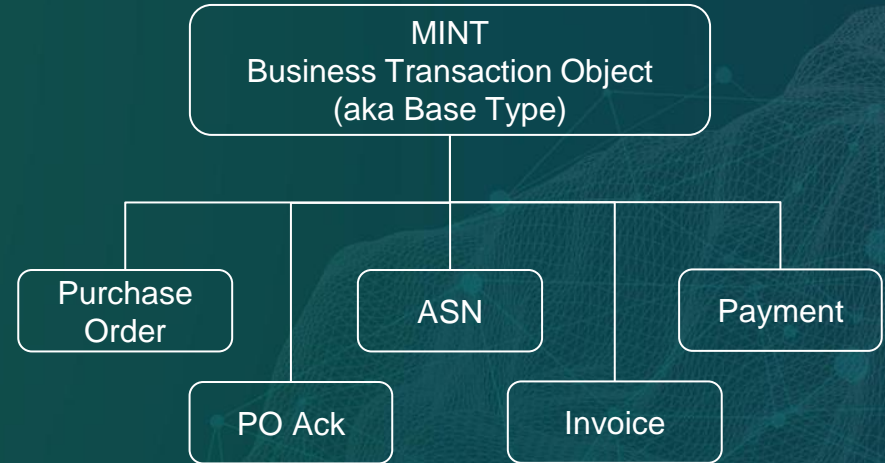 MINT
Business Transaction Object
(aka Base Type)
Purchase
Order
ASN
Payment
PO Ack
Invoice